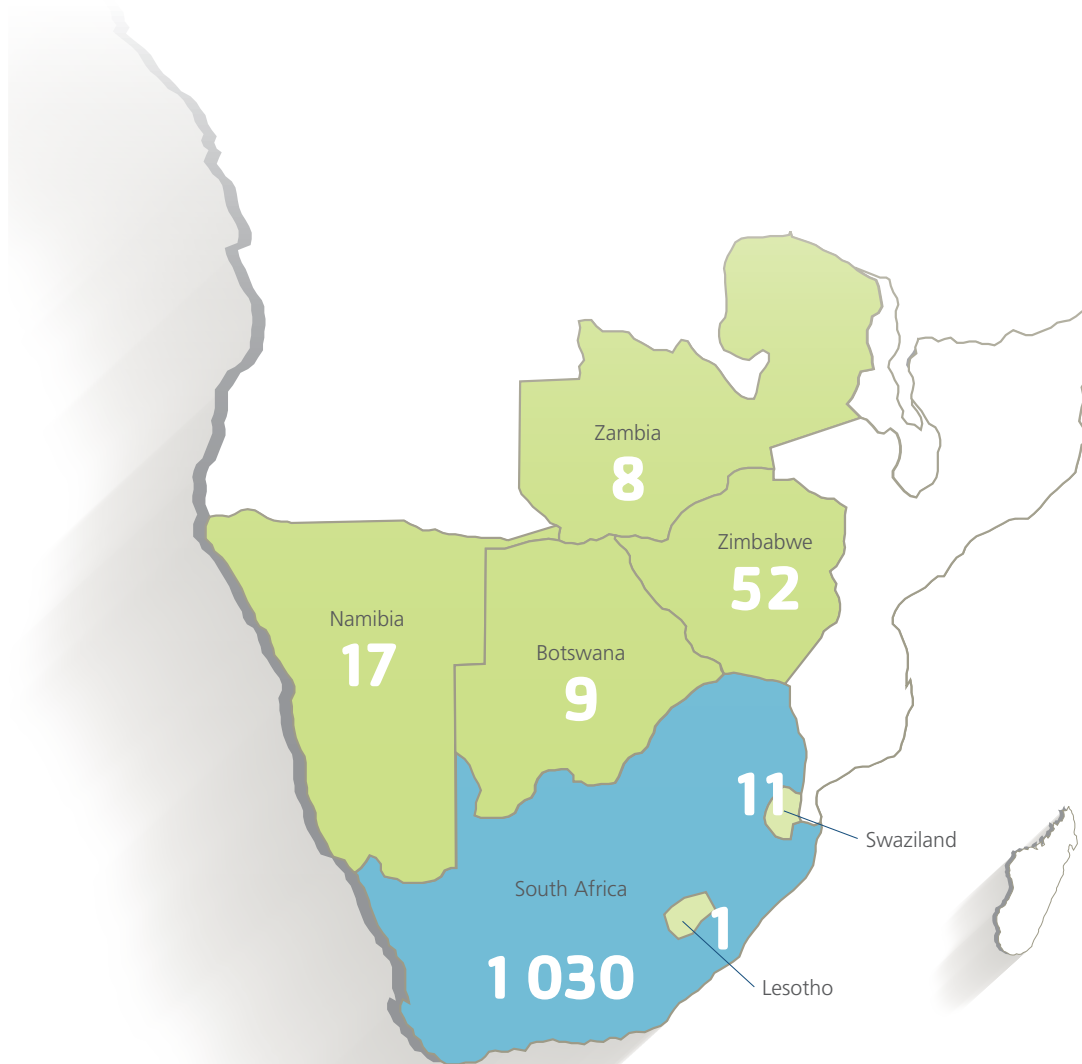 Zambia
8
Zimbabwe
52
Namibia
17
Botswana
9
11
Swaziland
South Africa
1
1 030
Lesotho